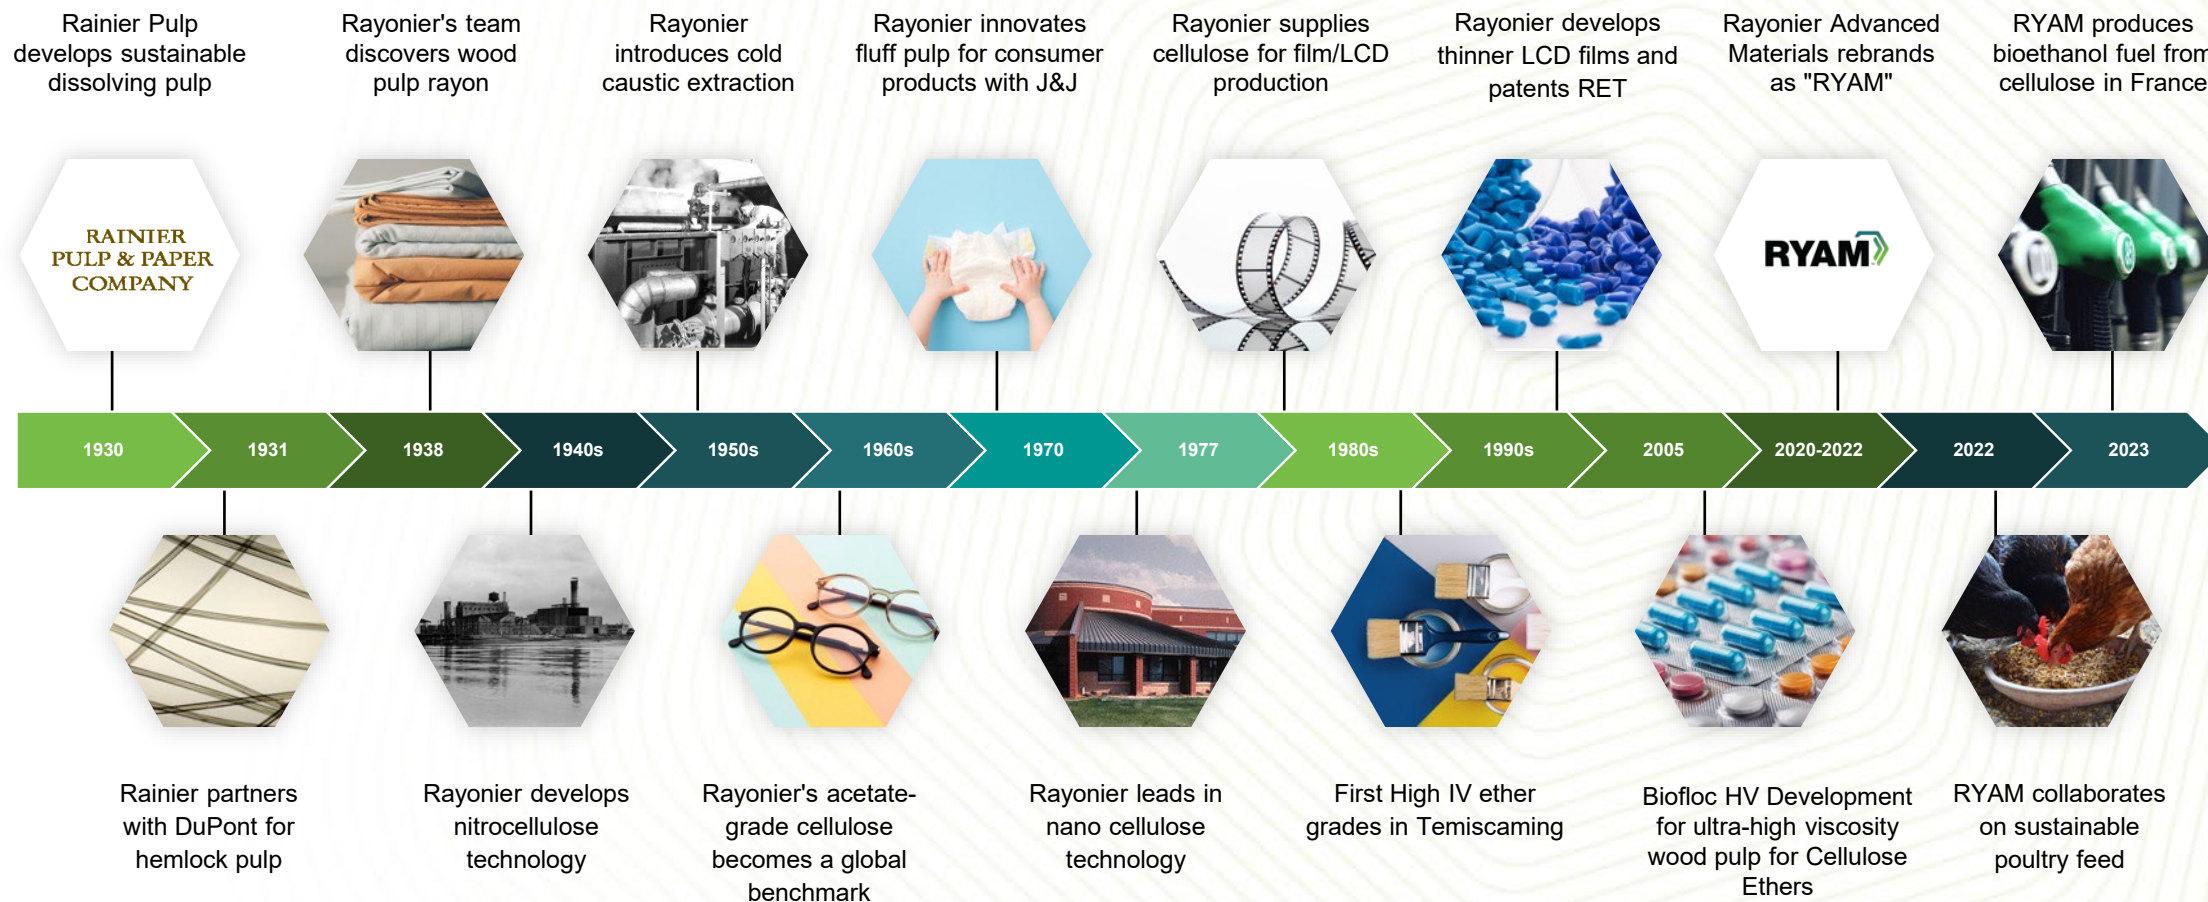 Rainier Pulp
develops sustainable
dissolving pulp
Rayonier's team
discovers wood
pulp rayon
Rayonier
introduces cold
caustic extraction
Rayonier innovates
fluff pulp for consumer
products with J&J
Rayonier supplies
cellulose for film/LCD
production
Rayonier develops
thinner LCD films and
patents RET
Rayonier Advanced
Materials rebrands
as "RYAM"
RYAM produces
bioethanol fuel from
cellulose in France
RAINIER
PULP & PAPER
COMPANY
RYAM
1930
1931
1938
1940s
1950s
1960s
1970
1977
1980s
1990s
2005
2020-2022
2022
2023
Rainier partners
with DuPont for
hemlock pulp
Rayonier develops
nitrocellulose
technology
Rayonier's acetate-
grade cellulose
becomes a global
benchmark
Rayonier leads in
nano cellulose
technology
First High IV ether
grades in Temiscaming
Biofloc HV Development
for ultra-high viscosity
wood pulp for Cellulose
Ethers
RYAM collaborates
on sustainable
poultry feed